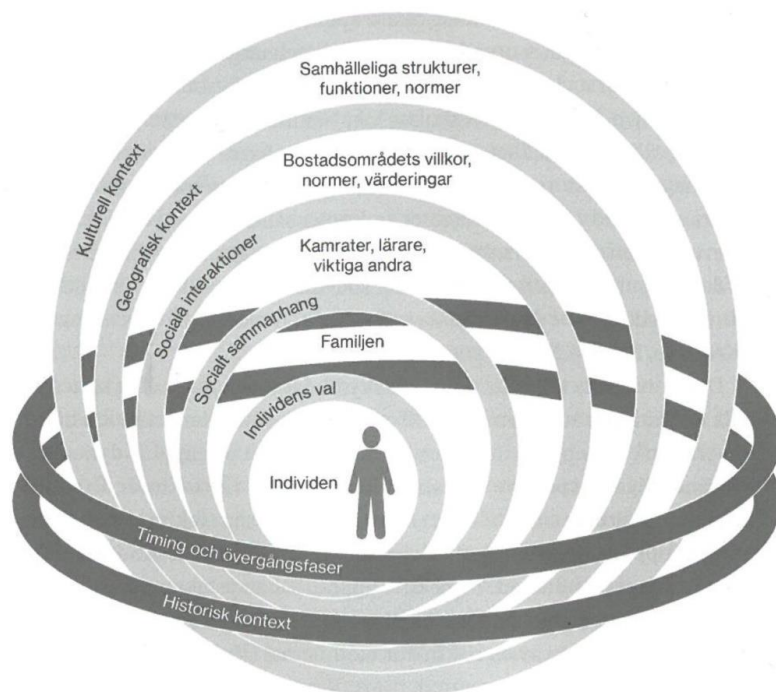 Samhälleliga strukturer,
funktioner, normer
Kulturell kontext
Bostadsområdets villkor,
normer, värderingar
Geografisk kontext
Kamrater, lärare,
viktiga andra
Sociala interaktioner
Socialt sammanhang
Familjen
Individens val
Individen
Timing och övergångsfaser
Historisk kontext